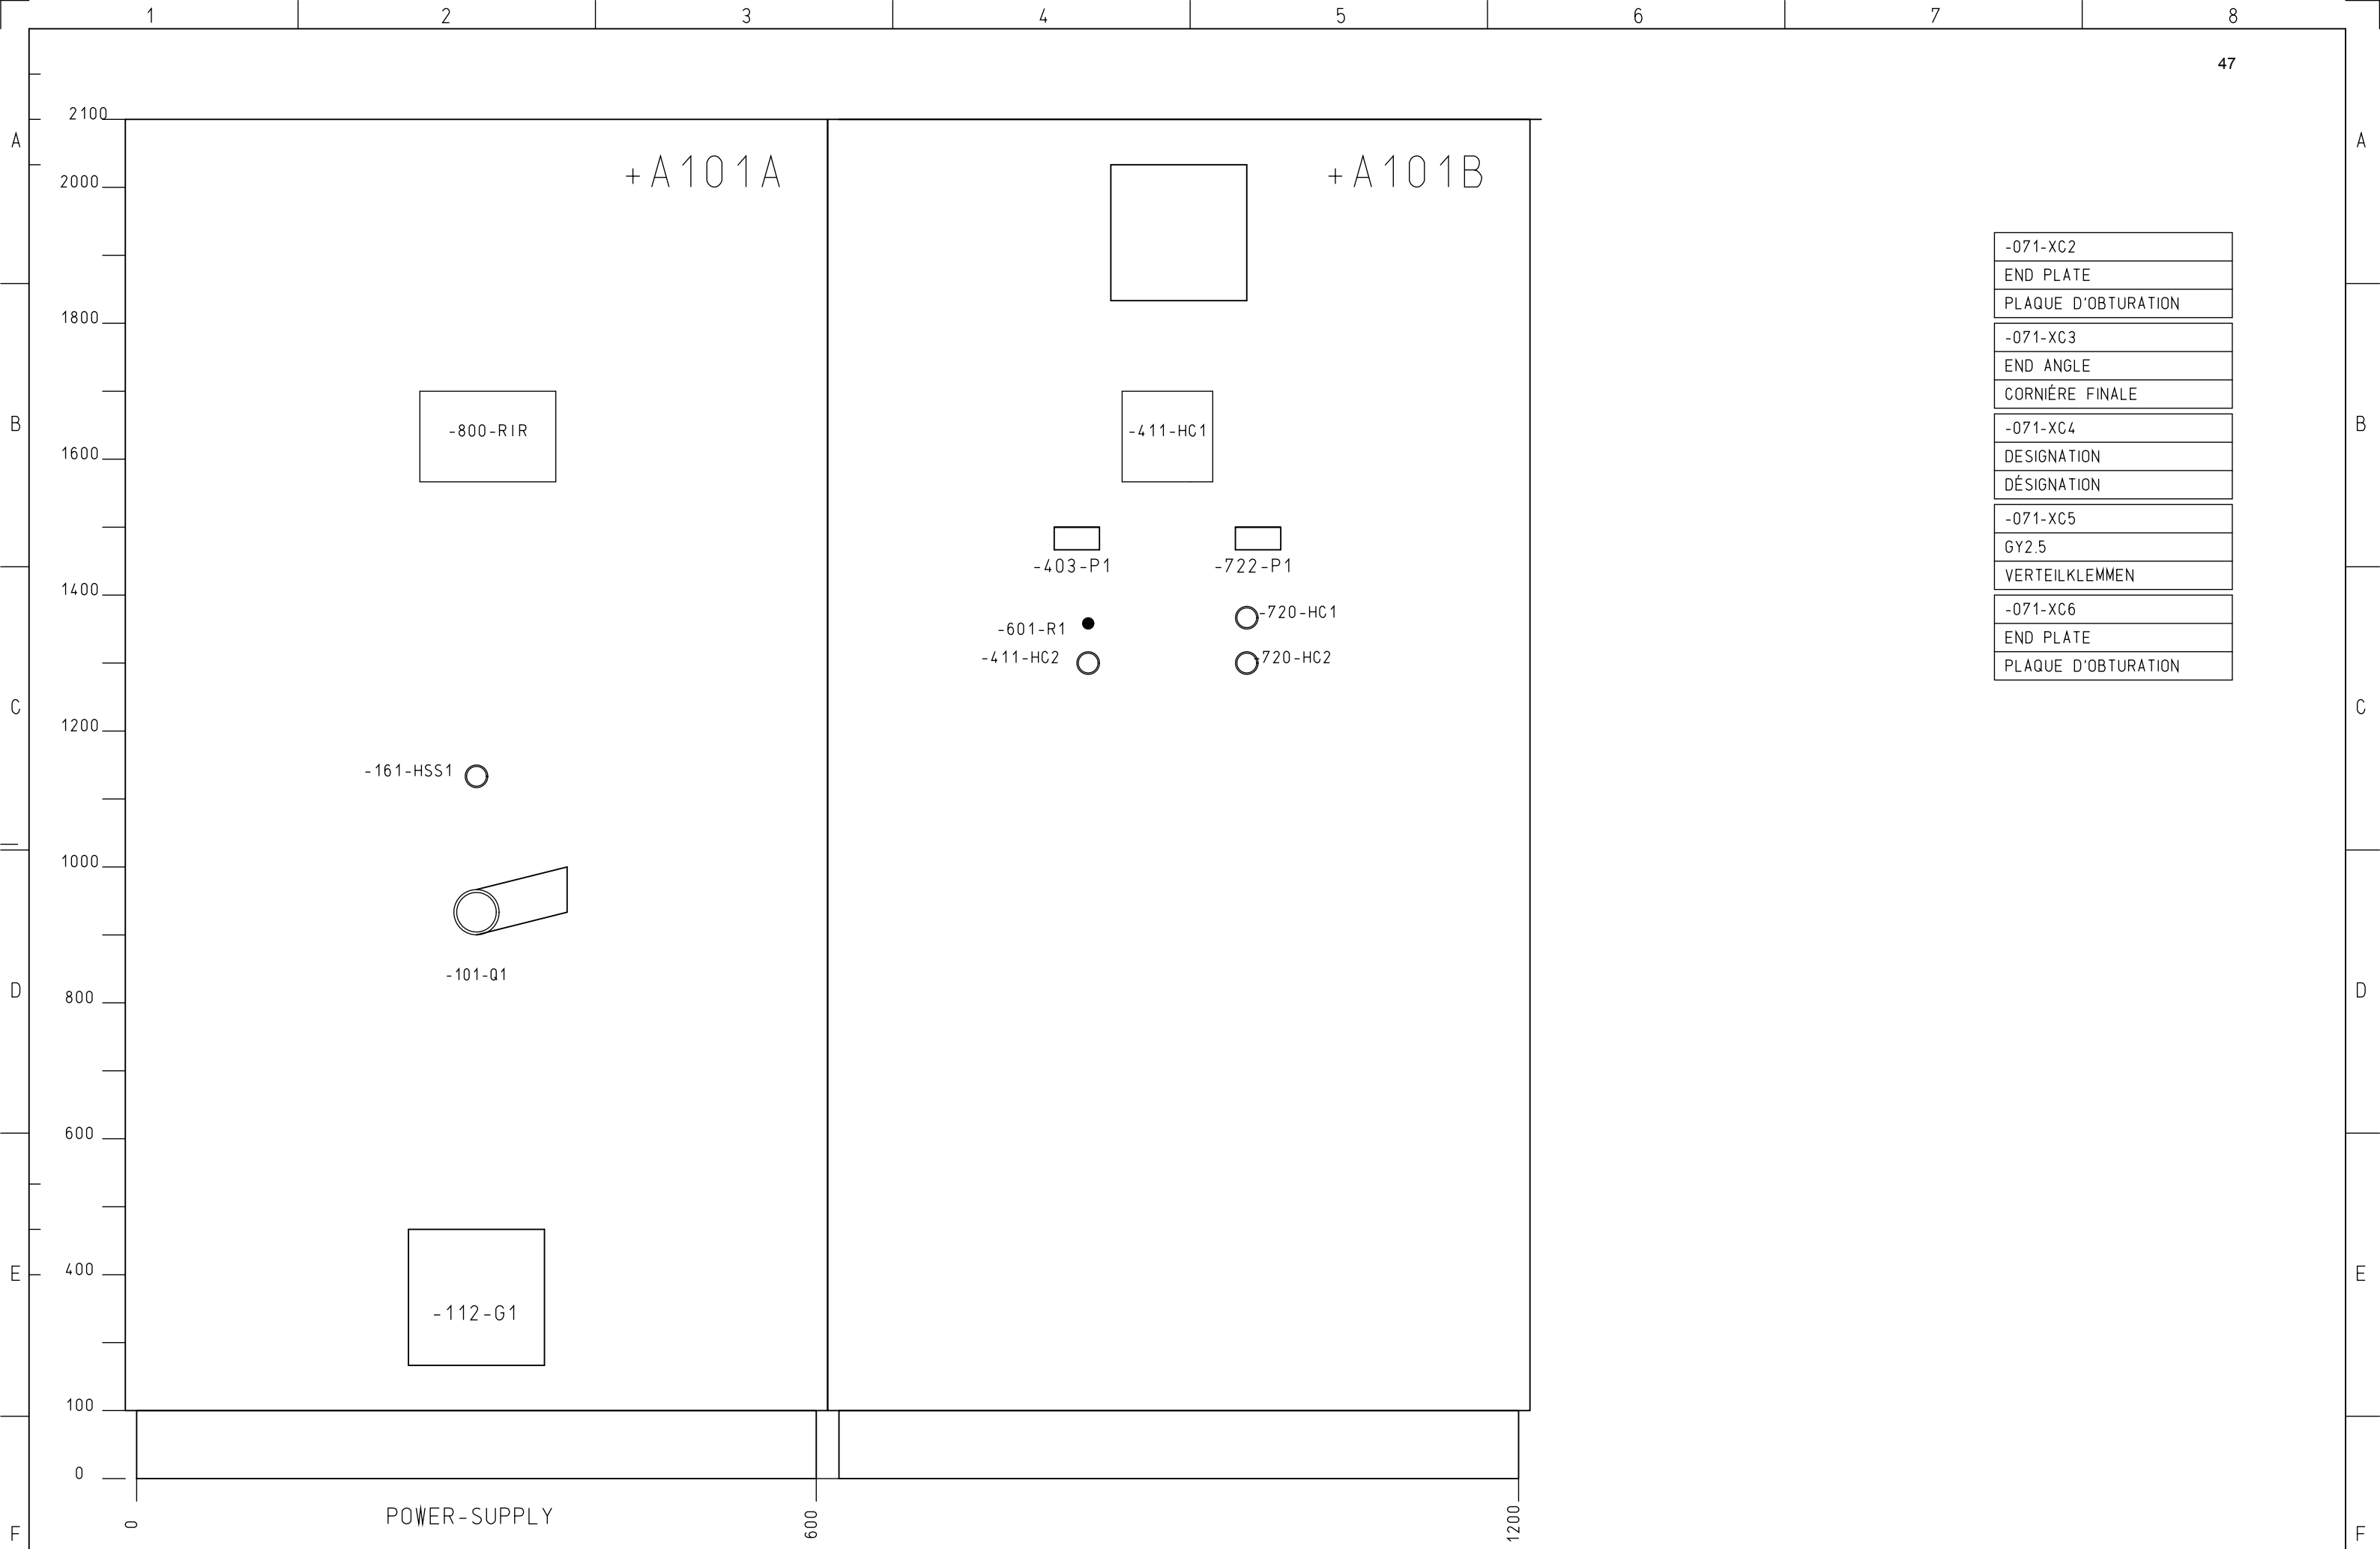 1 2 3 4 5 6 7 8
47
2100
A A
+A101A +A101B
2000
-071-XC2
END PLATE
PLAQUE D'OBTURATION
1800
-071-XC3
END ANGLE
CORNIÉRE FINALE
B -800-RIR -411-HC1 B
-071-XC4
1600
DESIGNATION
DÉSIGNATION
-071-XC5
GY2.5
-403-P1 -722-P1
VERTEILKLEMMEN
1400
-720-HC1
-071-XC6
-601-R1
END PLATE
-411-HC2 -720-HC2
PLAQUE D'OBTURATION
C C
1200
-161-HSS1
1000
-101-Q1
D D
800
600
400
E E
-112-G1
100
0
POWER-SUPPLY
0 600 1200
F F